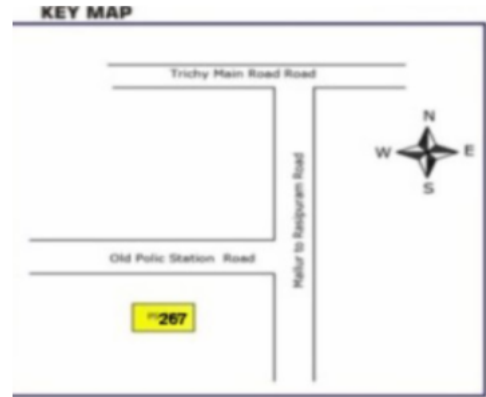 KEY MAP
Trichy Main Road Road
N
W
E
S
Mallur to Rasipuram Road
Old Polic Station Road
267